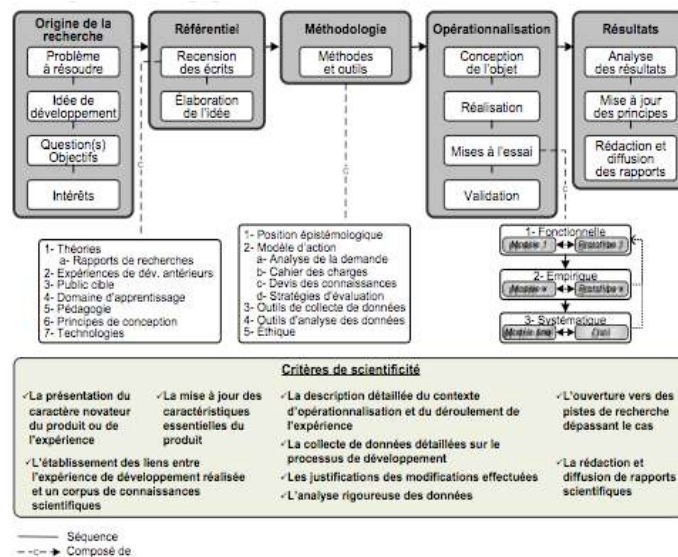 Origine de la
recherche
Problème
à résoudre
Idée de
développement
Question(s)
Objectifs
Intérêts
Référentiel
Recension
des écrits
Élaboration
de l'idée
Méthodologie
Méthodes
et outils
Opérationnalisation
Conception
de l'objet
Réalisation
Mises à l'essai
Validation
Résultats
Analyse
des résultats
Mise à jour
des principes
Rédaction et
diffusion
des rapports
c
c
c
1- Théories
a- Rapports de recherches
2- Expériences de dév. antérieurs
3- Public cible
4- Domaine d'apprentissage
5- Pédagogie
6- Principes de conception
7- Technologies
1- Position épistémologique
2- Modèle d'action
a- Analyse de la demande
b- Cahier des charges
c- Devis des connaissances
d- Stratégies d'évaluation
3- Outils de collecte de données
4- Outils d'analyse des données
5- Éthique
1- Fonctionnelle
Modèle 1
Prototype 1
2- Empirique
Modèle
Prototype
3- Systématique
Modèle
Critères de scientificité
✓La présentation du
caractère novateur
du produit ou de
l'expérience
✓La mise à jour des
caractéristiques
essentielles du
produit
✓L'établissement des liens entre
l'expérience de développement réalisée
et un corpus de connaissances
scientifiques
✓La description détaillée du contexte
d'opérationnalisation et du déroulement de
l'expérience
✓La collecte de données détaillées sur le
processus de développement
✓Les justifications des modifications effectuées
✓L'analyse rigoureuse des données
✓L'ouverture vers des
pistes de recherche
dépassant le cas
✓La rédaction et
diffusion de rapports
scientifiques
Séquence
c
Composé de